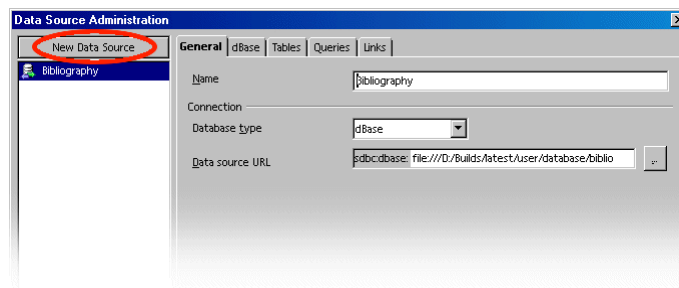 Data Source Administration
New Data Source
Bibliography
General dBase Tables Queries Links
Name Bibliography
Connection
Database type dBase
Data source URL sdbc:dbase: file:///D:/Builds/latest/user/database/biblio ..